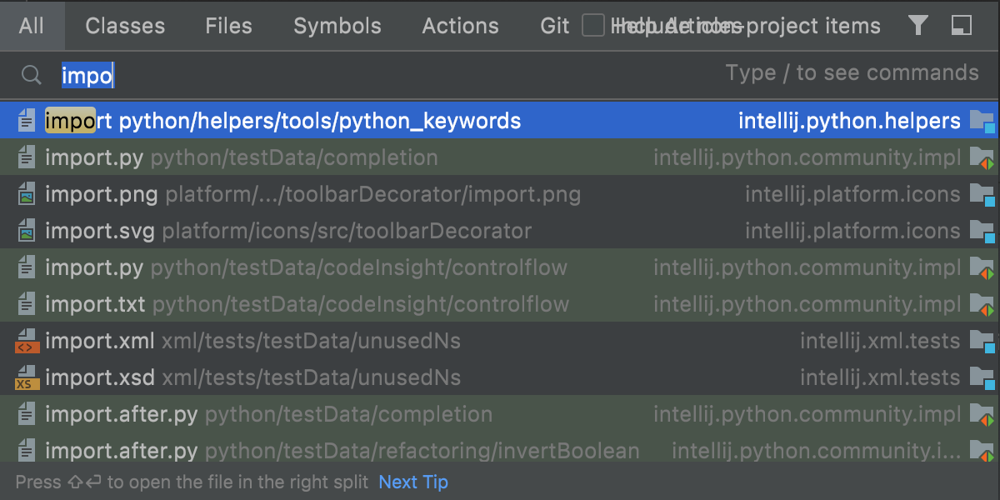 All Classes Files Symbols Actions Git Help Articles Include non-project items
impo Type / to see commands
import python/helpers/tools/python_keywords intellij.python.helpers
import.py python/testData/completion intellij.python.community.impl
import.png platform/.../toolbarDecorator/import.png intellij.platform.icons
import.svg platform/icons/src/toolbarDecorator intellij.platform.icons
import.py python/testData/codeInsight/controlflow intellij.python.community.impl
import.txt python/testData/codeInsight/controlflow intellij.python.community.impl
<> import.xml xml/tests/testData/unusedNs intellij.xml.tests
XS import.xsd xml/tests/testData/unusedNs intellij.xml.tests
import.after.py python/testData/completion intellij.python.community.impl
import.after.py python/testData/refactoring/invertBoolean intellij.python.community.i...
Press ⇧↩ to open the file in the right split Next Tip